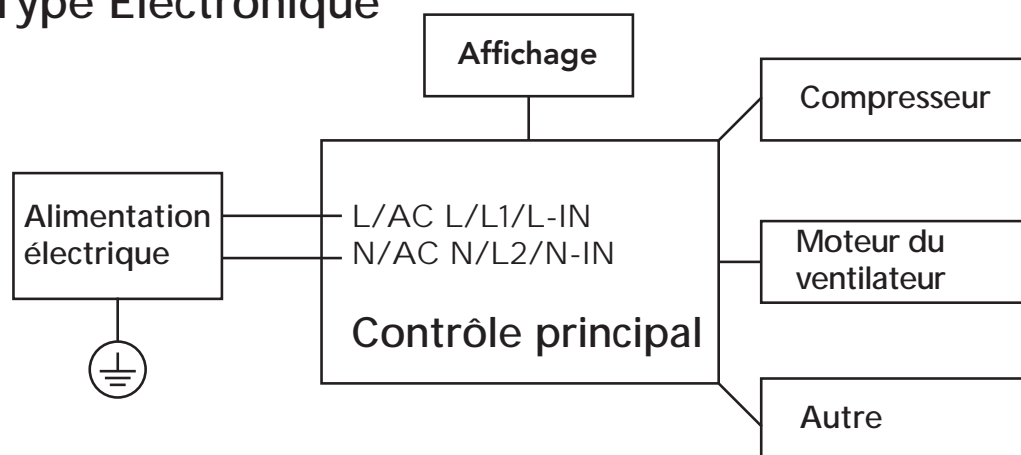 Type Électronique
Affichage
Compresseur
Alimentation
électrique
L/AC L/L1/L-IN
N/AC N/L2/N-IN
Contrôle principal
Moteur du
ventilateur
Autre